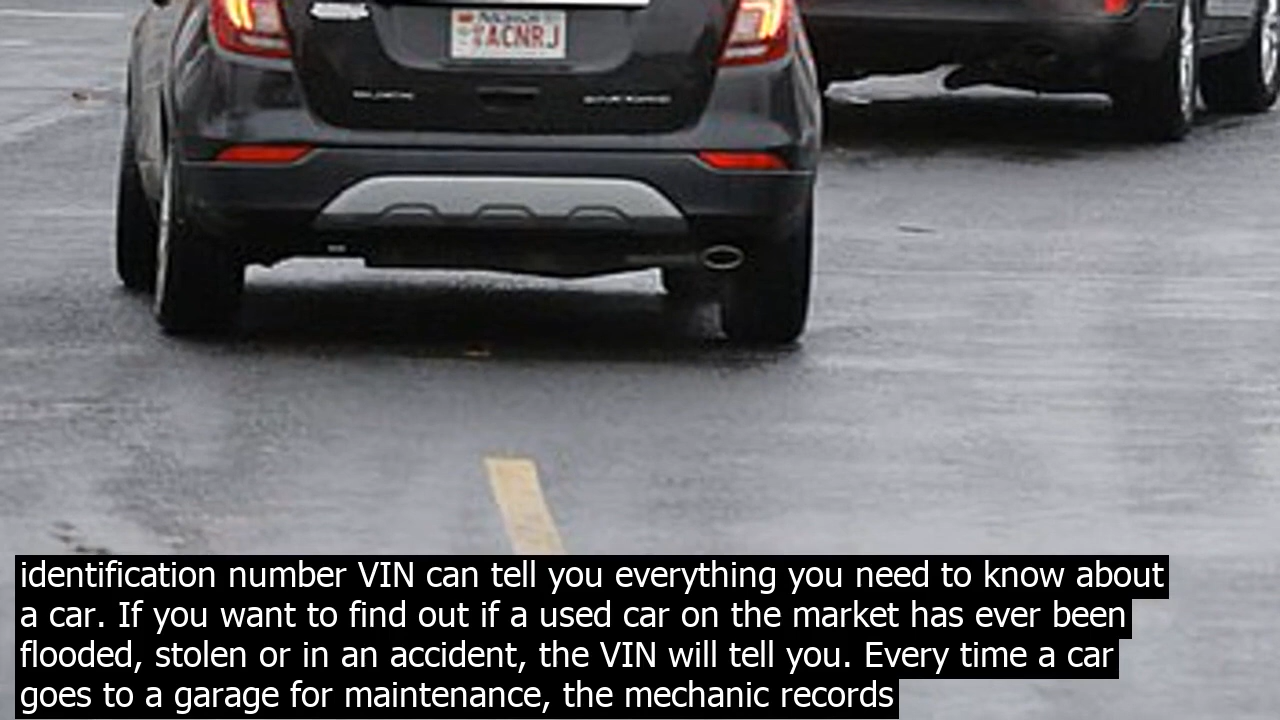 ACNRJ
BUICK
identification number VIN can tell you everything you need to know about
a car. If you want to find out if a used car on the market has ever been
flooded, stolen or in an accident, the VIN will tell you. Every time a car
goes to a garage for maintenance, the mechanic records